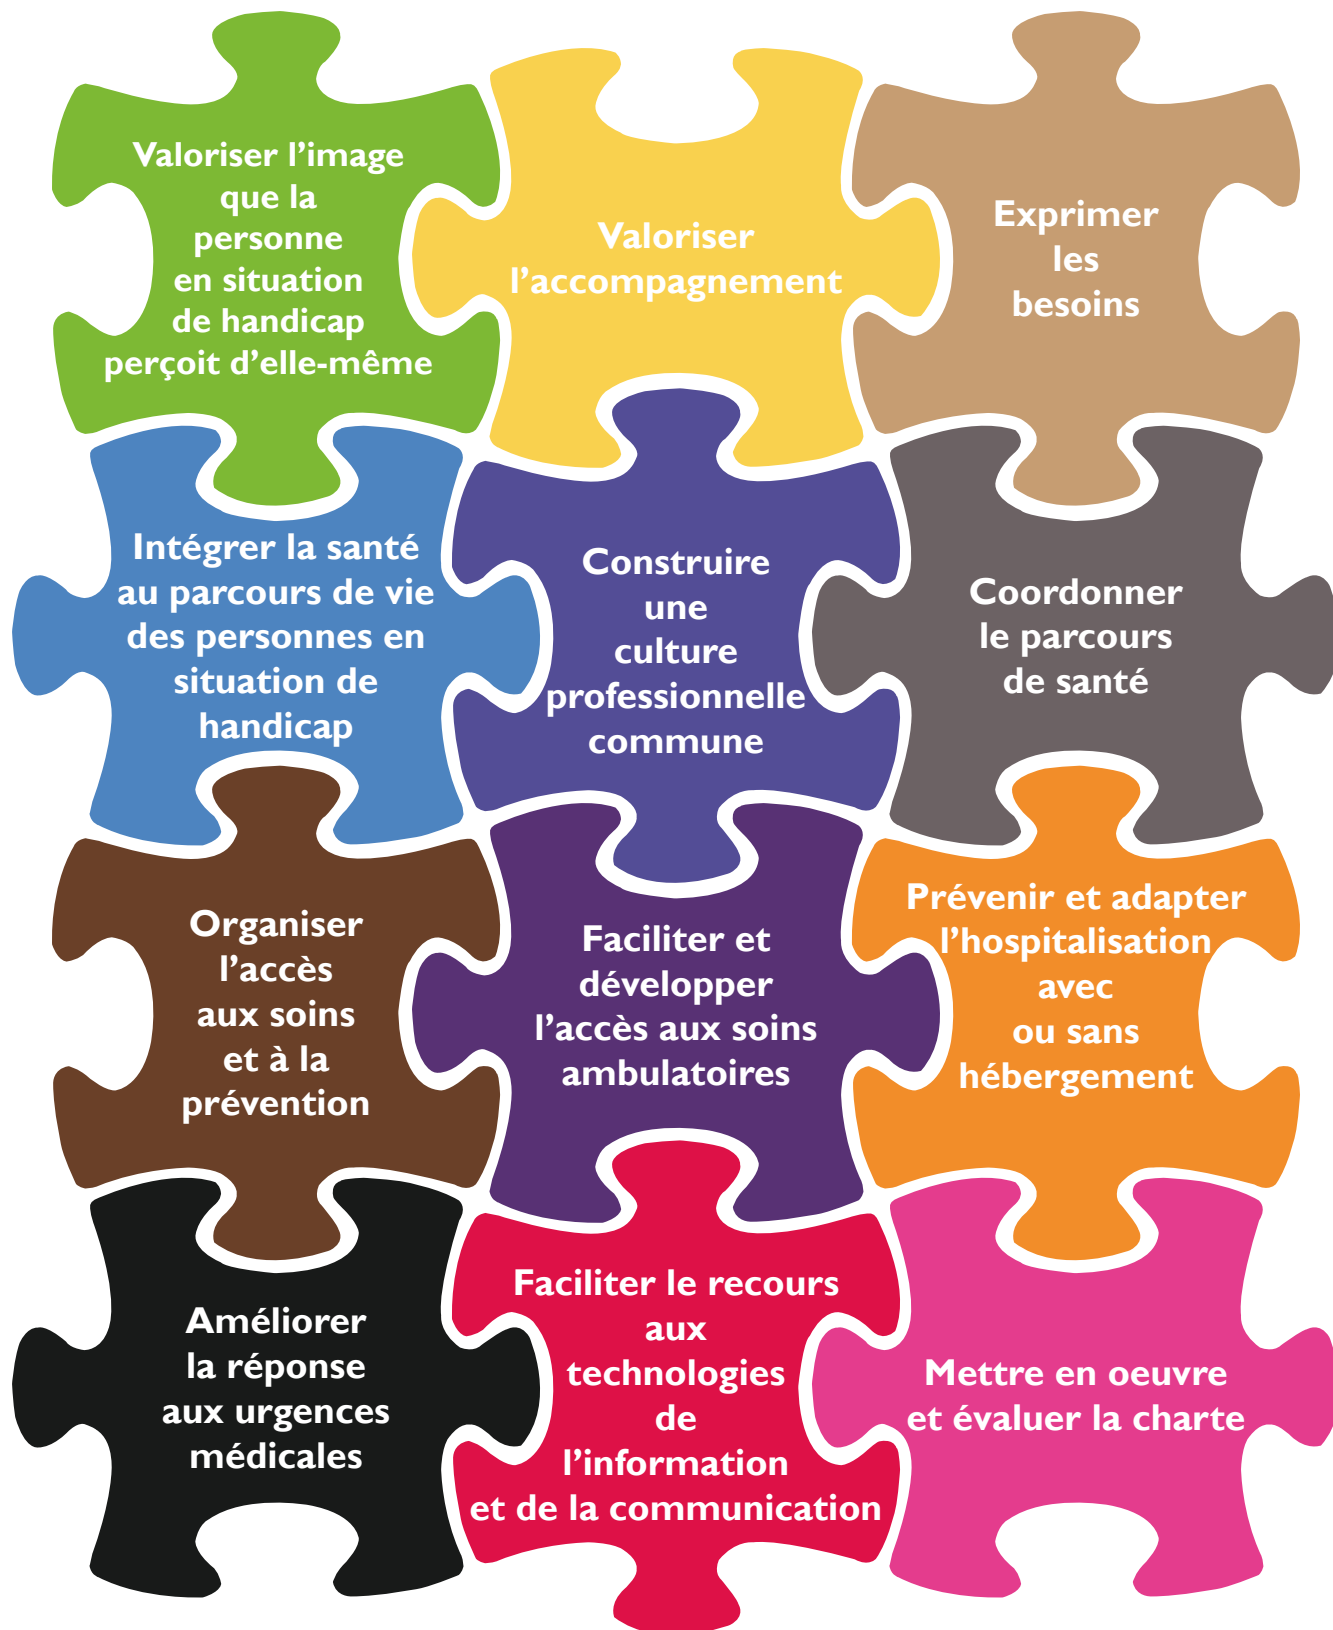 Valoriser l’image
que la
personne
en situation
de handicap
perçoit d’elle-même
Valoriser
l’accompagnement
Exprimer
les
besoins
Intégrer la santé
au parcours de vie
des personnes en
situation de
handicap
Construire
une
culture
professionnelle
commune
Coordonner
le parcours
de santé
Organiser
l’accès
aux soins
et à la
prévention
Faciliter et
développer
l’accès aux soins
ambulatoires
Prévenir et adapter
l’hospitalisation
avec
ou sans
hébergement
Améliorer
la réponse
aux urgences
médicales
Faciliter le recours
aux
technologies
de
l’information
et de la communication
Mettre en oeuvre
et évaluer la charte